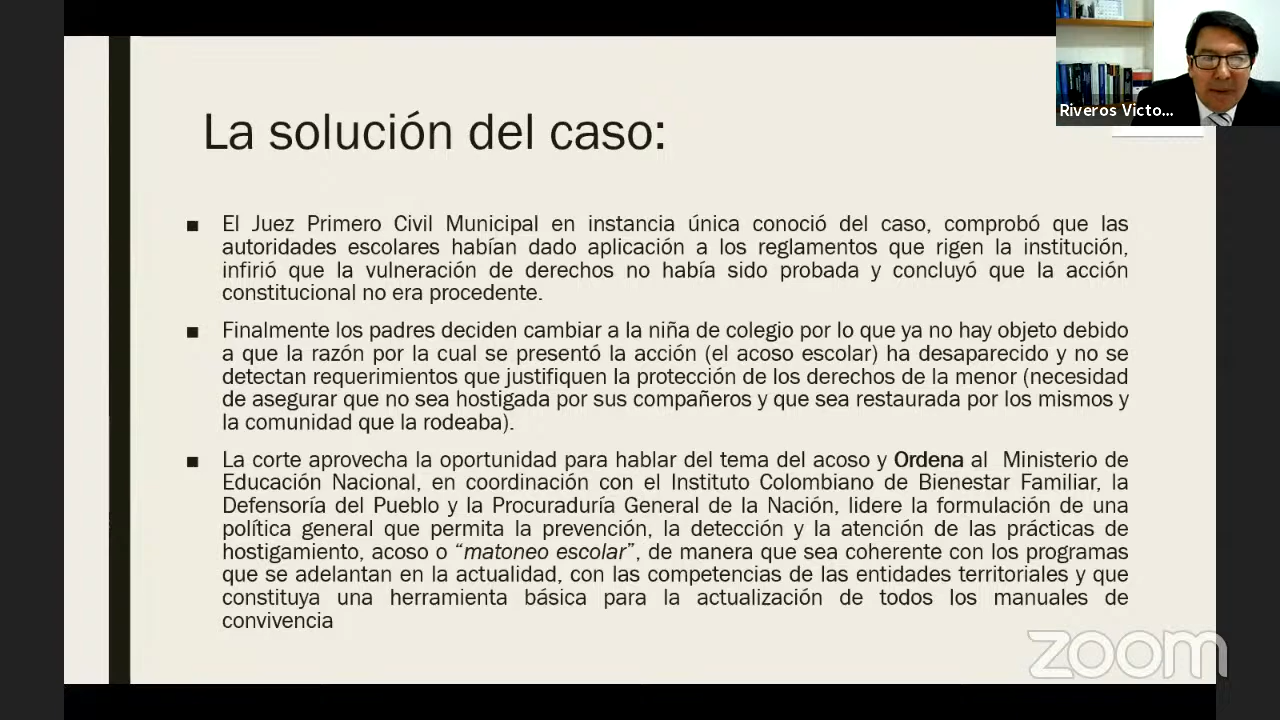 Riveros Victo...
La solución del caso:
■ El Juez Primero Civil Municipal en instancia única conoció del caso, comprobó que las
autoridades escolares habían dado aplicación a los reglamentos que rigen la institución,
infirió que la vulneración de derechos no había sido probada y concluyó que la acción
constitucional no era procedente.
■ Finalmente los padres deciden cambiar a la niña de colegio por lo que ya no hay objeto debido
a que la razón por la cual se presentó la acción (el acoso escolar) ha desaparecido y no se
detectan requerimientos que justifiquen la protección de los derechos de la menor (necesidad
de asegurar que no sea hostigada por sus compañeros y que sea restaurada por los mismos y
la comunidad que la rodeaba).
■ La corte aprovecha la oportunidad para hablar del tema del acoso y Ordena al Ministerio de
Educación Nacional, en coordinación con el Instituto Colombiano de Bienestar Familiar, la
Defensoría del Pueblo y la Procuraduría General de la Nación, lidere la formulación de una
política general que permita la prevención, la detección y la atención de las prácticas de
hostigamiento, acoso o “matoneo escolar”, de manera que sea coherente con los programas
que se adelantan en la actualidad, con las competencias de las entidades territoriales y que
constituya una herramienta básica para la actualización de todos los manuales de
convivencia
zoom